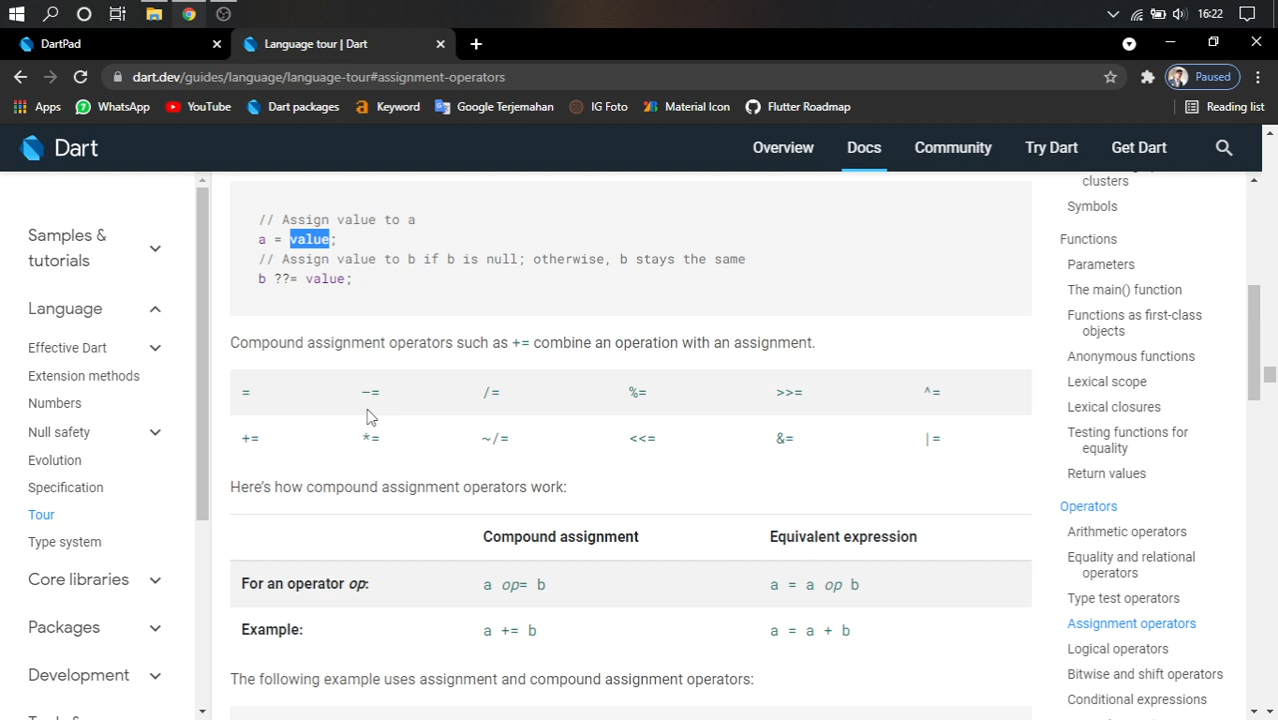 16:22
DartPad
Language tour | Dart
dart.dev/guides/language/language-tour#assignment-operators
Paused
Apps
WhatsApp
YouTube
Dart packages
Keyword
Google Terjemahan
IG Foto
Material Icon
Flutter Roadmap
Reading list
Dart
Overview
Docs
Community
Try Dart
Get Dart
Samples &
tutorials
Language
Effective Dart
Extension methods
Numbers
Null safety
Evolution
Specification
Tour
Type system
Core libraries
Packages
Development
// Assign value to a
a = value;
// Assign value to b if b is null; otherwise, b stays the same
b ??= value;
Compound assignment operators such as += combine an operation with an assignment.
= –= /= %= >>= ^=
+= *= ~/= <<= &= |=
Here's how compound assignment operators work:
Compound assignment Equivalent expression
For an operator op: a op= b a = a op b
Example: a += b a = a + b
The following example uses assignment and compound assignment operators:
clusters
Symbols
Functions
Parameters
The main() function
Functions as first-class
objects
Anonymous functions
Lexical scope
Lexical closures
Testing functions for
equality
Return values
Operators
Arithmetic operators
Equality and relational
operators
Type test operators
Assignment operators
Logical operators
Bitwise and shift operators
Conditional expressions